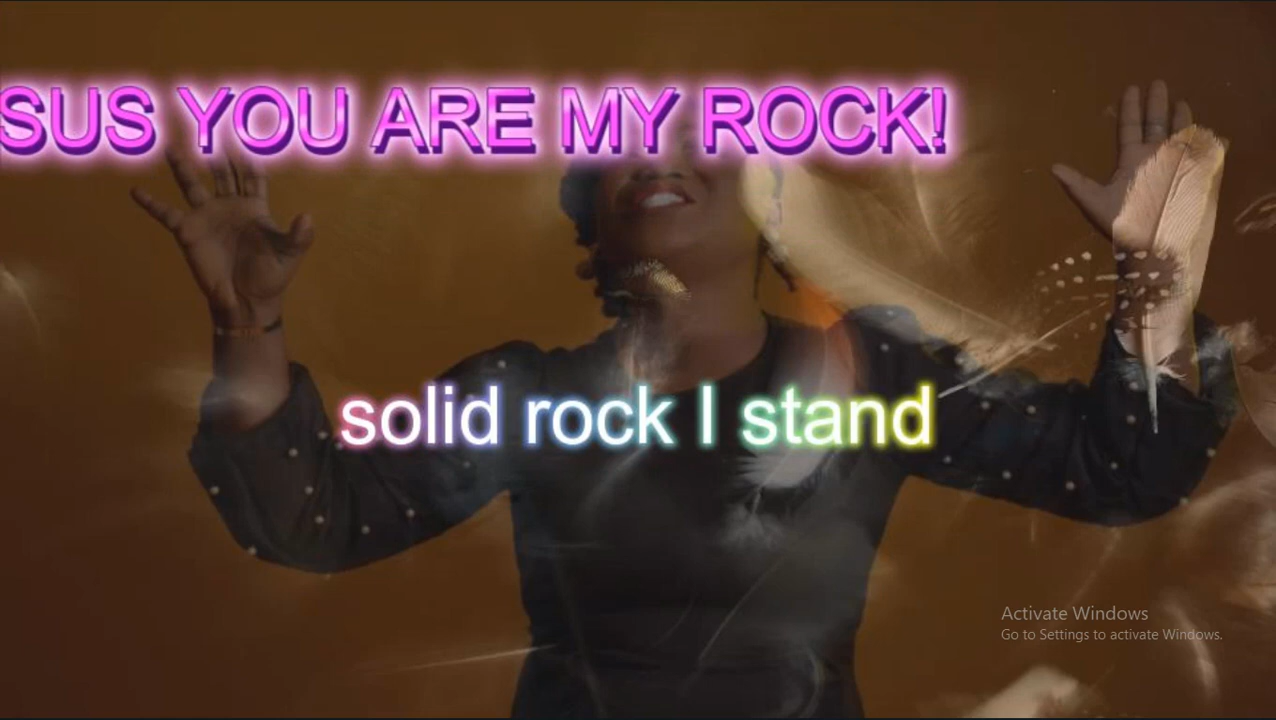 SUS YOU ARE MY ROCK!
solid rock I stand
Activate Windows
Go to Settings to activate Windows.